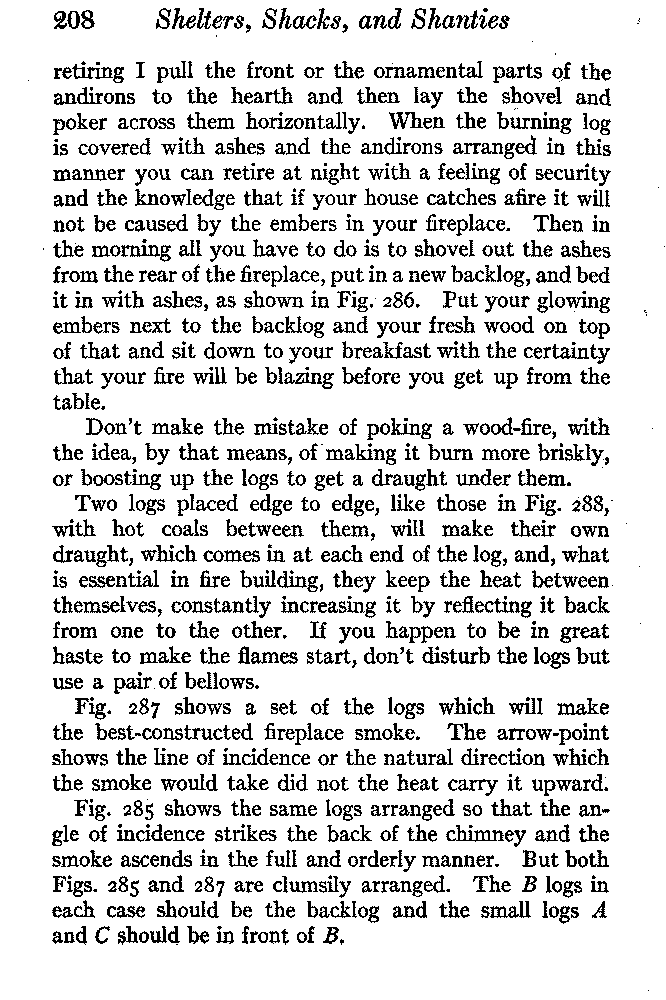 208 Shelters, Shacks, and Shanties
retiring I pull the front or the ornamental parts of the
andirons to the hearth and then lay the shovel and
poker across them horizontally. When the burning log
is covered with ashes and the andirons arranged in this
manner you can retire at night with a feeling of security
and the knowledge that if your house catches afire it will
not be caused by the embers in your fireplace. Then in
the morning all you have to do is to shovel out the ashes
from the rear of the fireplace, put in a new backlog, and bed
it in with ashes, as shown in Fig. 286. Put your glowing
embers next to the backlog and your fresh wood on top
of that and sit down to your breakfast with the certainty
that your fire will be blazing before you get up from the
table.
Don't make the mistake of poking a wood-fire, with
the idea, by that means, of making it burn more briskly,
or boosting up the logs to get a draught under them.
Two logs placed edge to edge, like those in Fig. 288,
with hot coals between them, will make their own
draught, which comes in at each end of the log, and, what
is essential in fire building, they keep the heat between
themselves, constantly increasing it by reflecting it back
from one to the other. If you happen to be in great
haste to make the flames start, don't disturb the logs but
use a pair of bellows.
Fig. 287 shows a set of the logs which will make
the best-constructed fireplace smoke. The arrow-point
shows the line of incidence or the natural direction which
the smoke would take did not the heat carry it upward.
Fig. 285 shows the same logs arranged so that the an-
gle of incidence strikes the back of the chimney and the
smoke ascends in the full and orderly manner. But both
Figs. 285 and 287 are clumsily arranged. The B logs in
each case should be the backlog and the small logs A
and C should be in front of B.